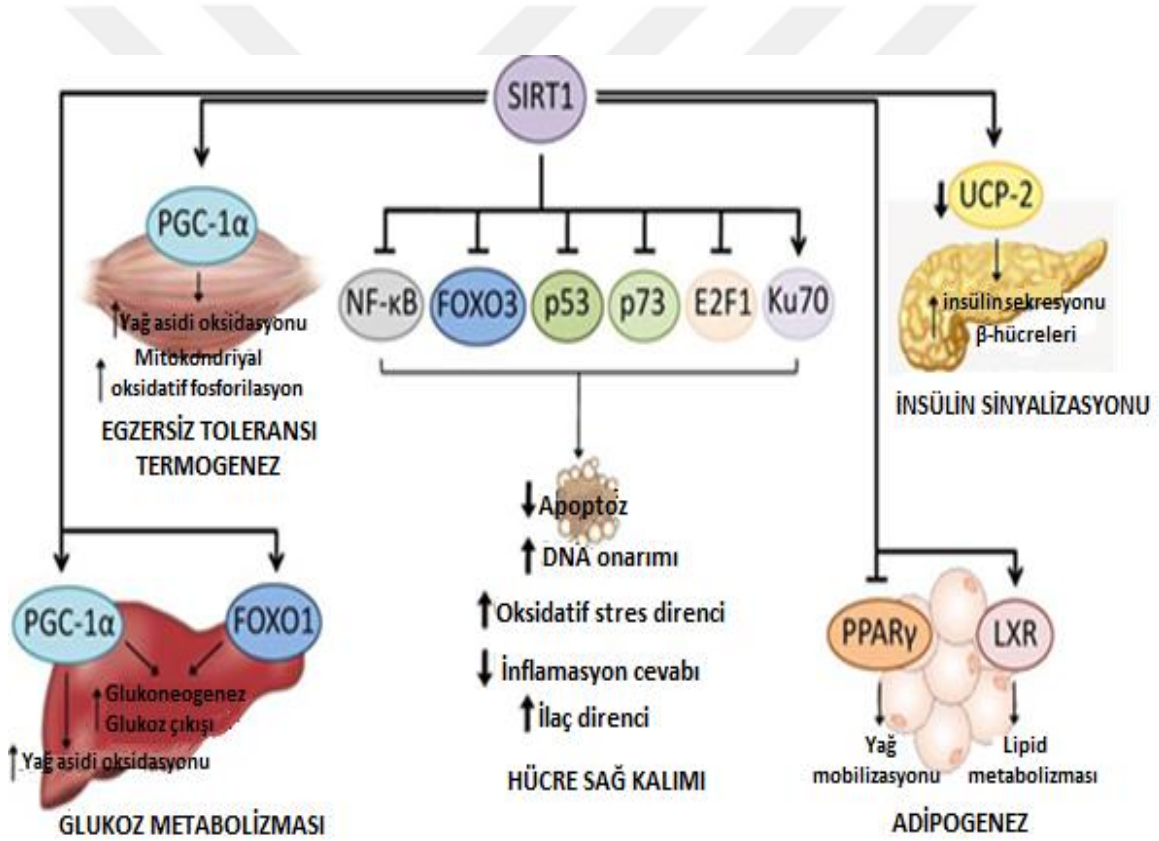 SIRT1
PGC-1α
Yağ asidi oksidasyonu
Mitokondriyal
oksidatif fosforilasyon
EGZERSİZ TOLERANSI
TERMOGENEZ
NF-κB
FOXO3
p53
p73
E2F1
Ku70
Apoptoz
DNA onarımı
Oksidatif stres direnci
İnflamasyon cevabı
İlaç direnci
HÜCRE SAĞ KALIMI
UCP-2
insülin sekresyonu
β-hücreleri
İNSÜLİN SİNYALİZASYONU
PGC-1α
FOXO1
Glukoneogenez
Glukoz çıkışı
Yağ asidi oksidasyonu
GLUKOZ METABOLİZMASI
PPARγ
LXR
Yağ
mobilizasyonu
Lipid
metabolizması
ADİPOGENEZ